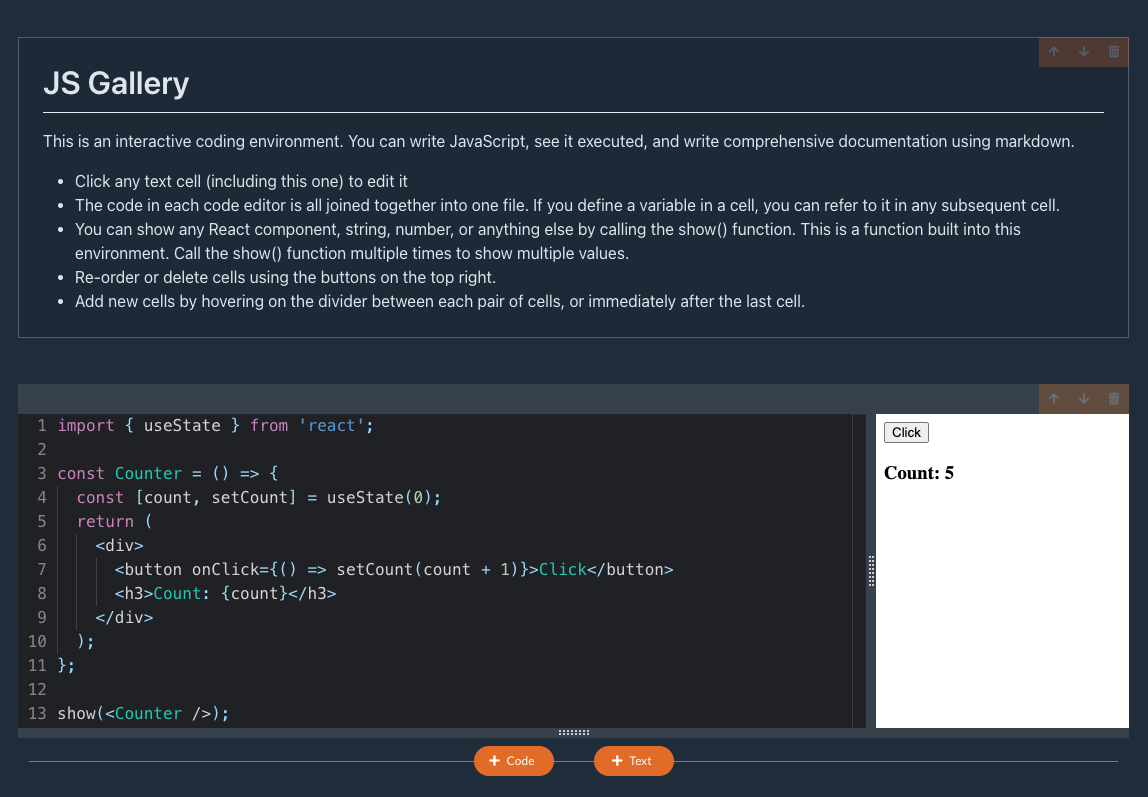 JS Gallery
This is an interactive coding environment. You can write JavaScript, see it executed, and write comprehensive documentation using markdown.
• Click any text cell (including this one) to edit it
• The code in each code editor is all joined together into one file. If you define a variable in a cell, you can refer to it in any subsequent cell.
• You can show any React component, string, number, or anything else by calling the show() function. This is a function built into this
environment. Call the show() function multiple times to show multiple values.
• Re-order or delete cells using the buttons on the top right.
• Add new cells by hovering on the divider between each pair of cells, or immediately after the last cell.
1 import { useState } from 'react';
2
3 const Counter = () => {
4   const [count, setCount] = useState(0);
5   return (
6     <div>
7       <button onClick={() => setCount(count + 1)}>Click</button>
8       <h3>Count: {count}</h3>
9     </div>
10   );
11 };
12
13 show(<Counter />);
Click
Count: 5
+ Code
+ Text